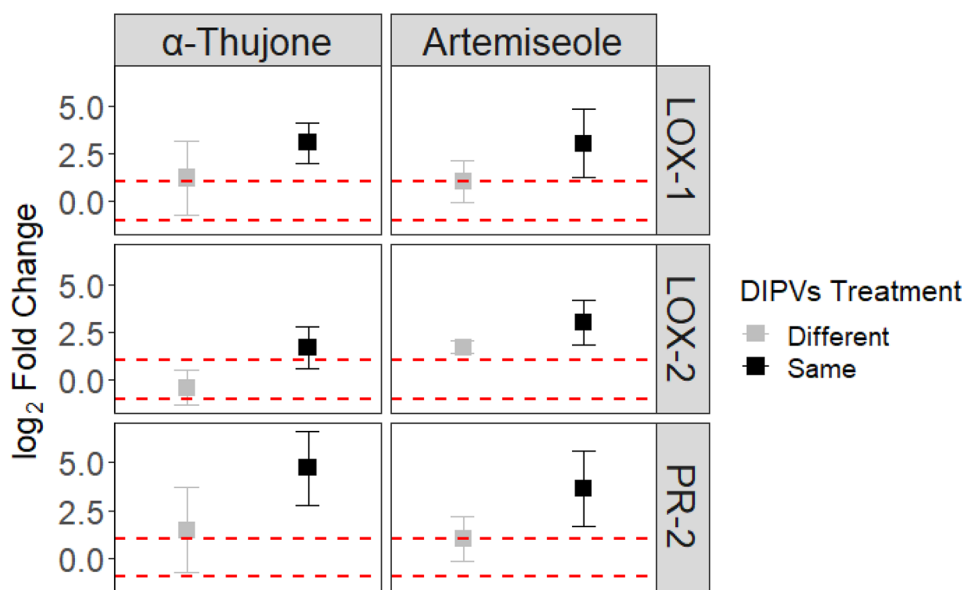 α-Thujone
Artemiseole
log₂ Fold Change
5.0
2.5
0.0
LOX-1
5.0
2.5
0.0
LOX-2
5.0
2.5
0.0
PR-2
DIPVs Treatment
Different
Same